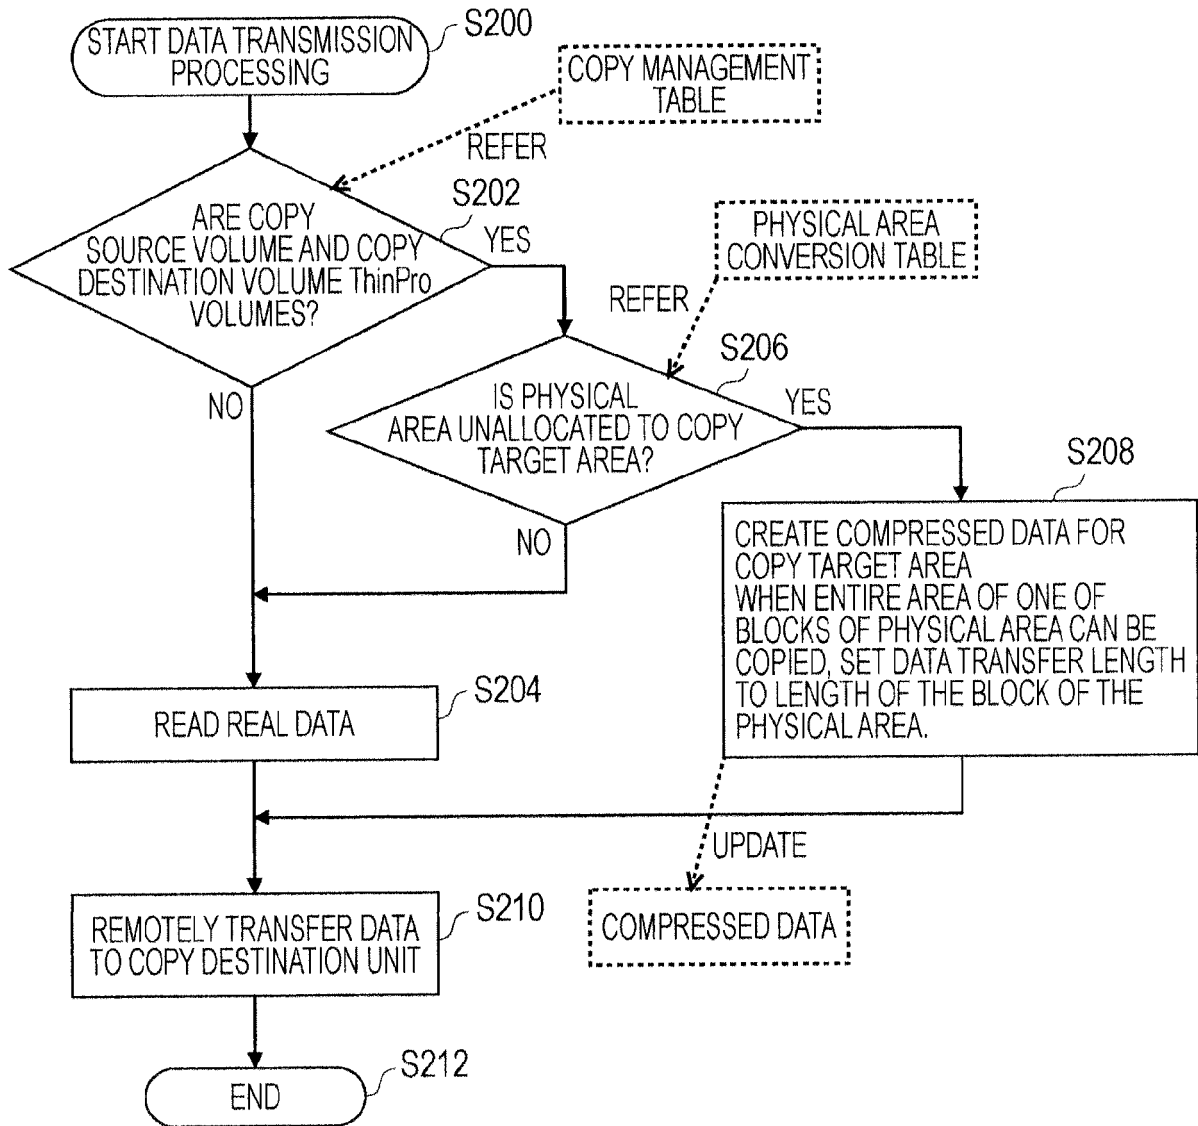 START DATA TRANSMISSION
PROCESSING
S200
COPY MANAGEMENT
TABLE
REFER
S202
ARE COPY
SOURCE VOLUME AND COPY
DESTINATION VOLUME ThinPro
VOLUMES?
YES
PHYSICAL AREA
CONVERSION TABLE
REFER
S206
NO
IS PHYSICAL
AREA UNALLOCATED TO COPY
TARGET AREA?
YES
NO
S208
CREATE COMPRESSED DATA FOR
COPY TARGET AREA
WHEN ENTIRE AREA OF ONE OF
BLOCKS OF PHYSICAL AREA CAN BE
COPIED, SET DATA TRANSFER LENGTH
TO LENGTH OF THE BLOCK OF THE
PHYSICAL AREA.
S204
READ REAL DATA
UPDATE
COMPRESSED DATA
S210
REMOTELY TRANSFER DATA
TO COPY DESTINATION UNIT
S212
END